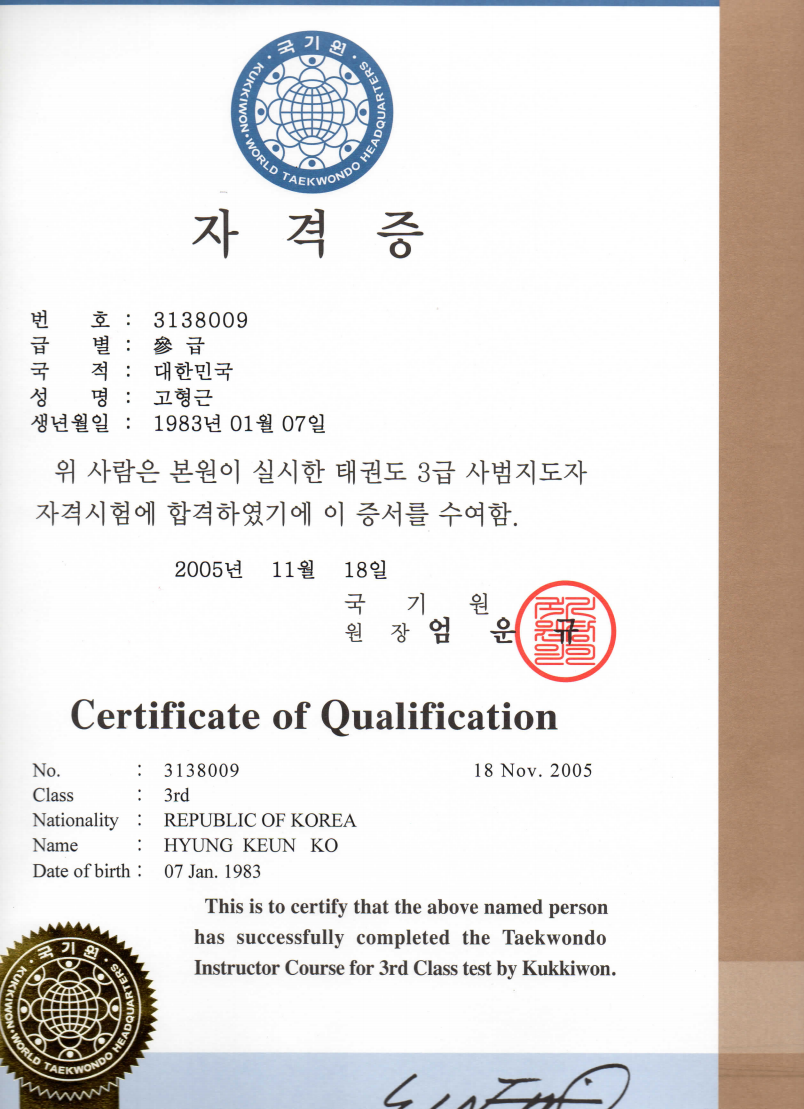 · 국 기 원 ·
KUKKIWON · WORLD TAEKWONDO HEADQUARTERS
자 격 증
번 호 : 3138009
급 별 : 參 급
국 적 : 대한민국
성 명 : 고형근
생년월일 : 1983년 01월 07일
위 사람은 본원이 실시한 태권도 3급 사범지도자
자격시험에 합격하였기에 이 증서를 수여함.
2005년 11월 18일
국 기 원
원 장 엄 운 규
Certificate of Qualification
No. : 3138009 18 Nov. 2005
Class : 3rd
Nationality : REPUBLIC OF KOREA
Name : HYUNG KEUN KO
Date of birth : 07 Jan. 1983
This is to certify that the above named person
has successfully completed the Taekwondo
Instructor Course for 3rd Class test by Kukkiwon.
· 국 기 원 ·
KUKKIWON · WORLD TAEKWONDO HEADQUARTERS